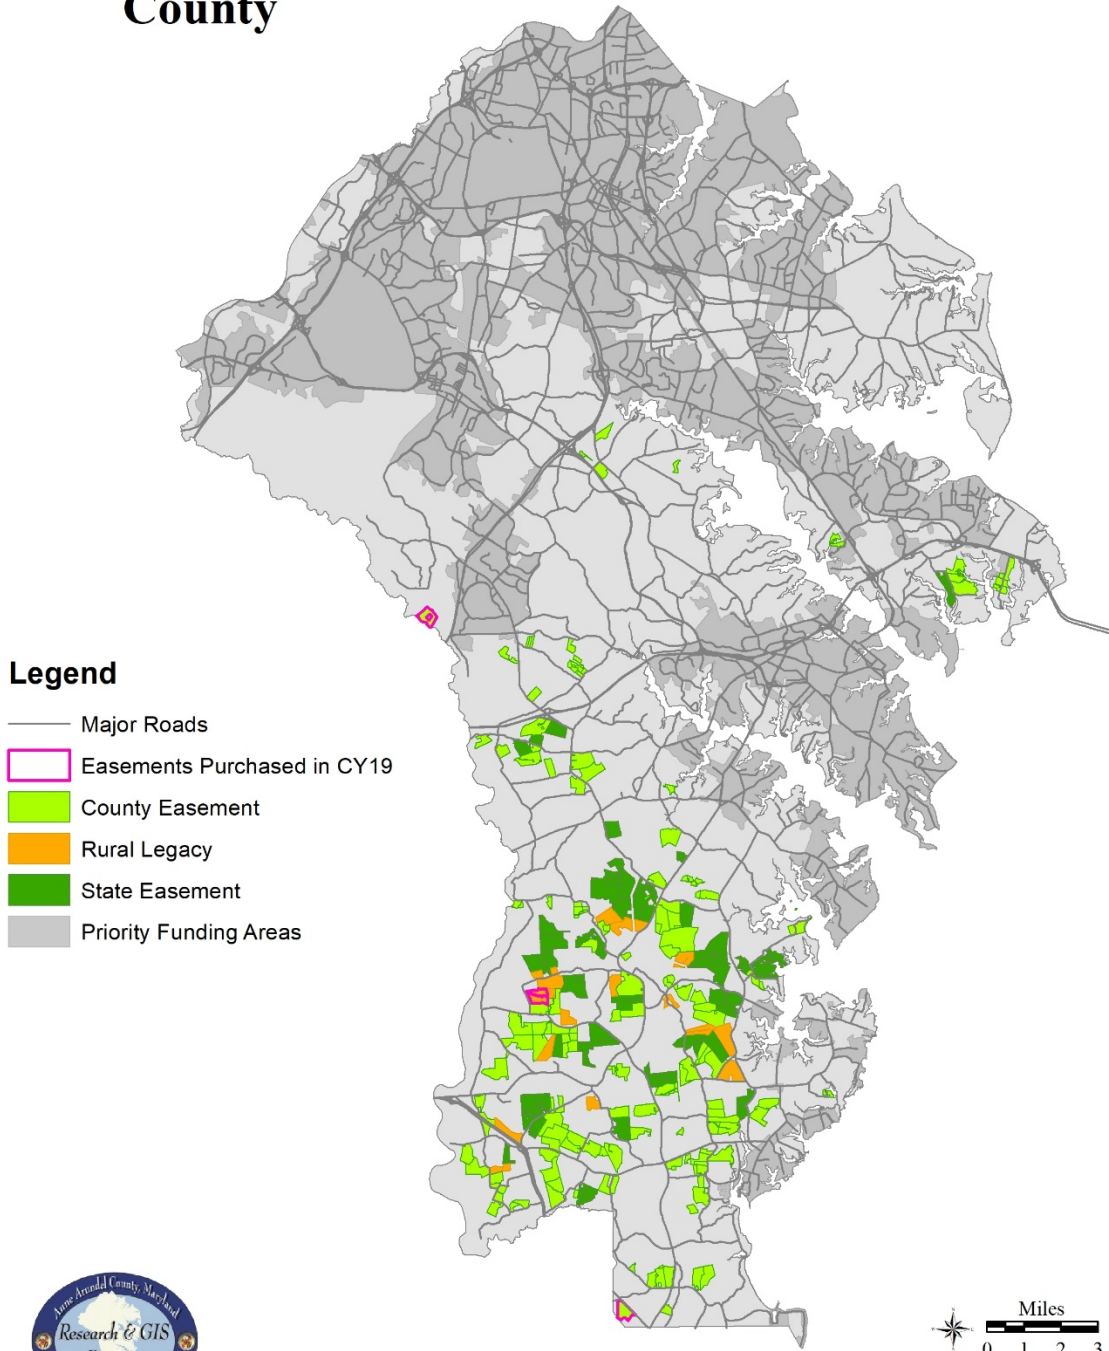 County
Legend
Major Roads
Easements Purchased in CY19
County Easement
Rural Legacy
State Easement
Priority Funding Areas
Anne Arundel County, Maryland
Research & GIS
Miles
0 1 2 3